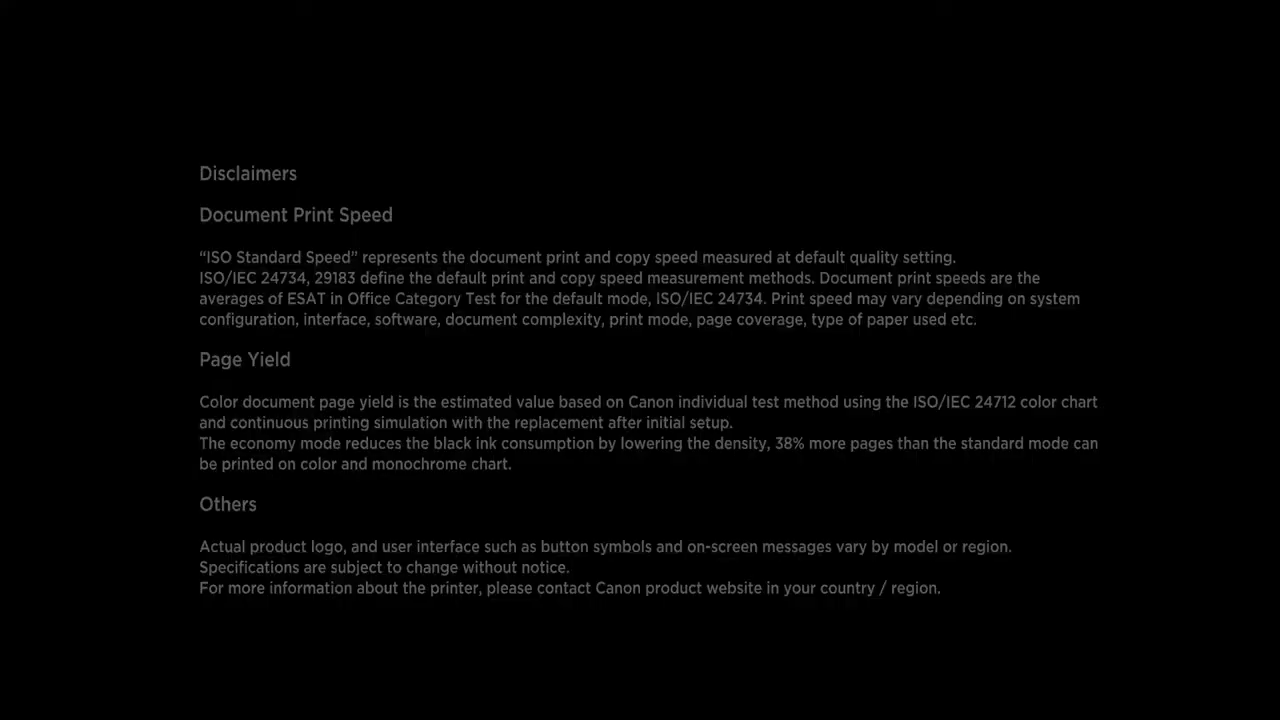 Disclaimers
Document Print Speed
“ISO Standard Speed” represents the document print and copy speed measured at default quality setting.
ISO/IEC 24734, 29183 define the default print and copy speed measurement methods. Document print speeds are the
averages of ESAT in Office Category Test for the default mode, ISO/IEC 24734. Print speed may vary depending on system
configuration, interface, software, document complexity, print mode, page coverage, type of paper used etc.
Page Yield
Color document page yield is the estimated value based on Canon individual test method using the ISO/IEC 24712 color chart
and continuous printing simulation with the replacement after initial setup.
The economy mode reduces the black ink consumption by lowering the density, 38% more pages than the standard mode can
be printed on color and monochrome chart.
Others
Actual product logo, and user interface such as button symbols and on-screen messages vary by model or region.
Specifications are subject to change without notice.
For more information about the printer, please contact Canon product website in your country / region.